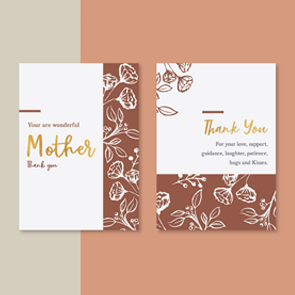 Your are wonderful
Mother
Thank you
Thank You
For your love, support,
guidance, laughter, patience,
hugs and Kisses.